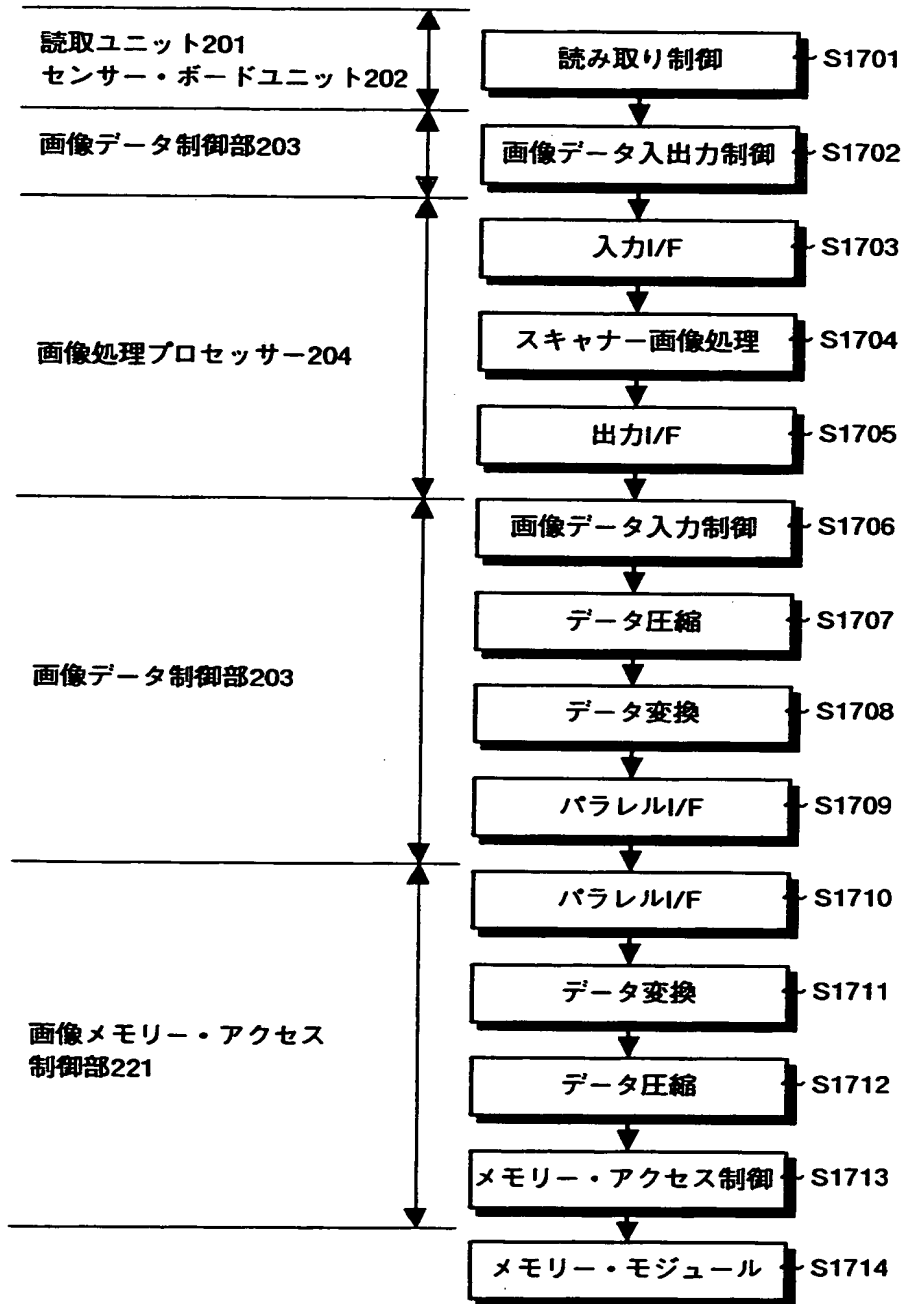 読取ユニット201
センサー・ボードユニット202
読み取り制御
S1701
画像データ制御部203
画像データ入出力制御
S1702
入力I/F
S1703
画像処理プロセッサー204
スキャナー画像処理
S1704
出力I/F
S1705
画像データ入力制御
S1706
データ圧縮
S1707
画像データ制御部203
データ変換
S1708
パラレルI/F
S1709
パラレルI/F
S1710
データ変換
S1711
画像メモリー・アクセス
制御部221
データ圧縮
S1712
メモリー・アクセス制御
S1713
メモリー・モジュール
S1714